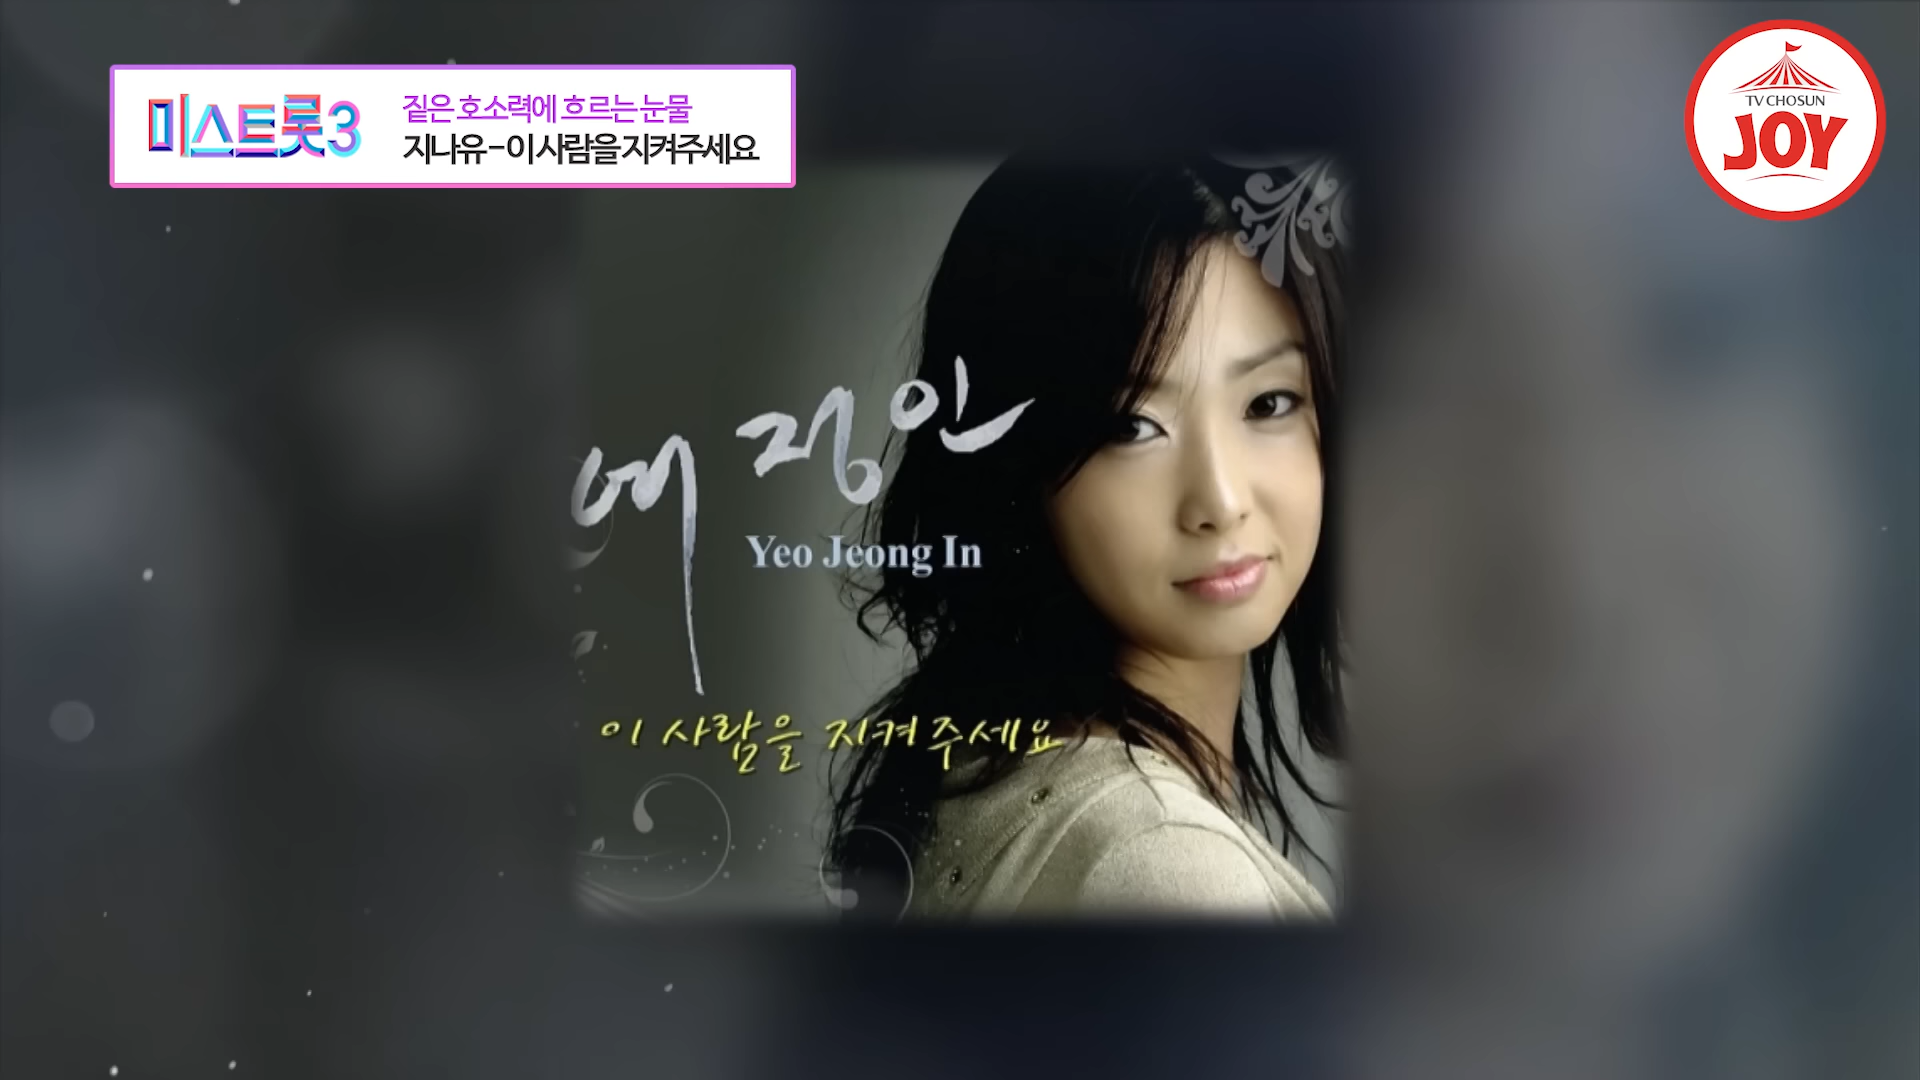 미스트롯3
짙은 호소력에 흐르는 눈물
지나유 - 이 사람을 지켜주세요
TV CHOSUN
JOY
여정인
Yeo Jeong In
이 사람을 지켜주세요